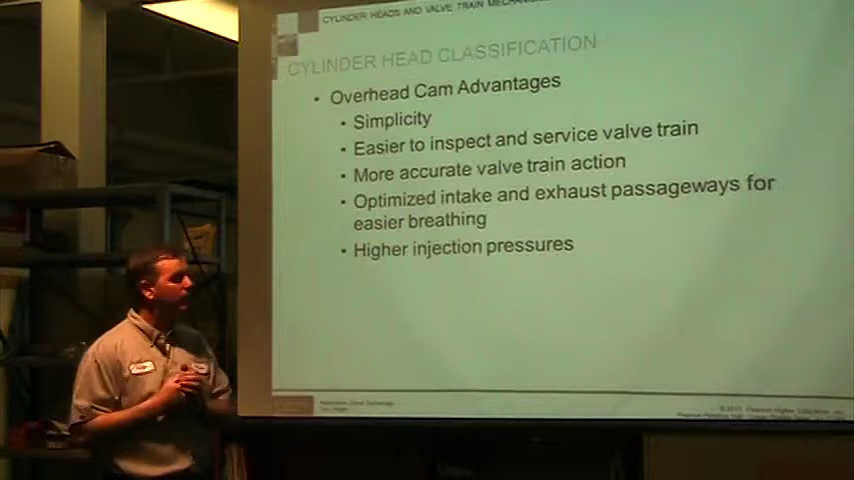 CYLINDER HEADS AND VALVE TRAIN
CYLINDER HEAD CLASSIFICATION
• Overhead Cam Advantages
• Simplicity
• Easier to inspect and service valve train
• More accurate valve train action
• Optimized intake and exhaust passageways for
easier breathing
• Higher injection pressures